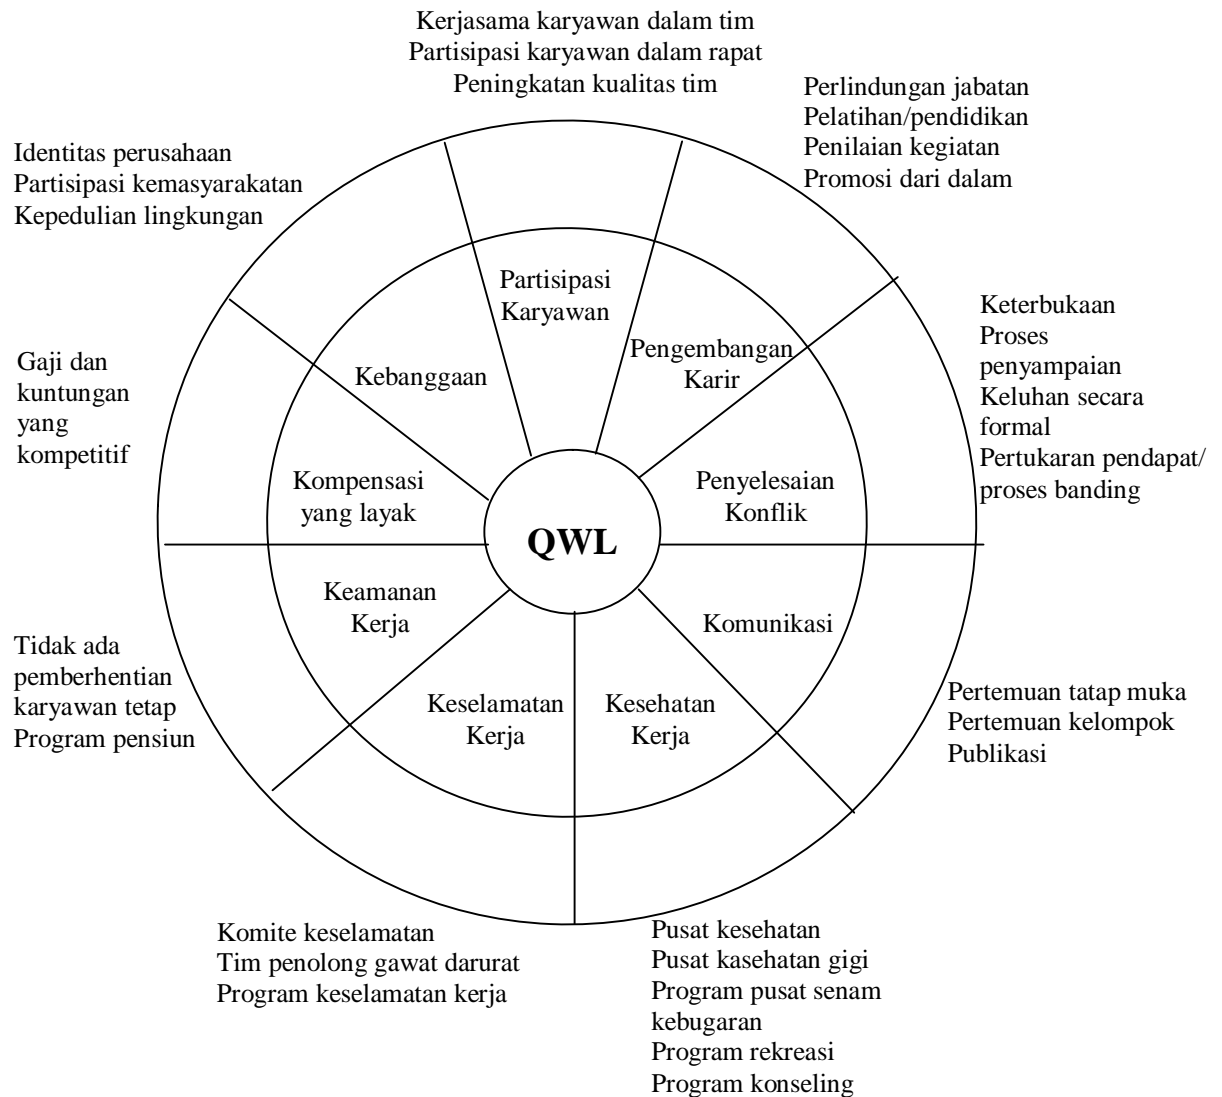 Kerjasama karyawan dalam tim
Partisipasi karyawan dalam rapat
Peningkatan kualitas tim
Perlindungan jabatan
Pelatihan/pendidikan
Penilaian kegiatan
Promosi dari dalam
Identitas perusahaan
Partisipasi kemasyarakatan
Kepedulian lingkungan
Partisipasi
Karyawan
Pengembangan
Karir
Keterbukaan
Proses
penyampaian
Keluhan secara
formal
Pertukaran pendapat/
proses banding
Kebanggaan
Gaji dan
kuntungan
yang
kompetitif
Kompensasi
yang layak
Penyelesaian
Konflik
QWL
Keamanan
Kerja
Komunikasi
Tidak ada
pemberhentian
karyawan tetap
Program pensiun
Keselamatan
Kerja
Kesehatan
Kerja
Pertemuan tatap muka
Pertemuan kelompok
Publikasi
Komite keselamatan
Tim penolong gawat darurat
Program keselamatan kerja
Pusat kesehatan
Pusat kasehatan gigi
Program pusat senam
kebugaran
Program rekreasi
Program konseling